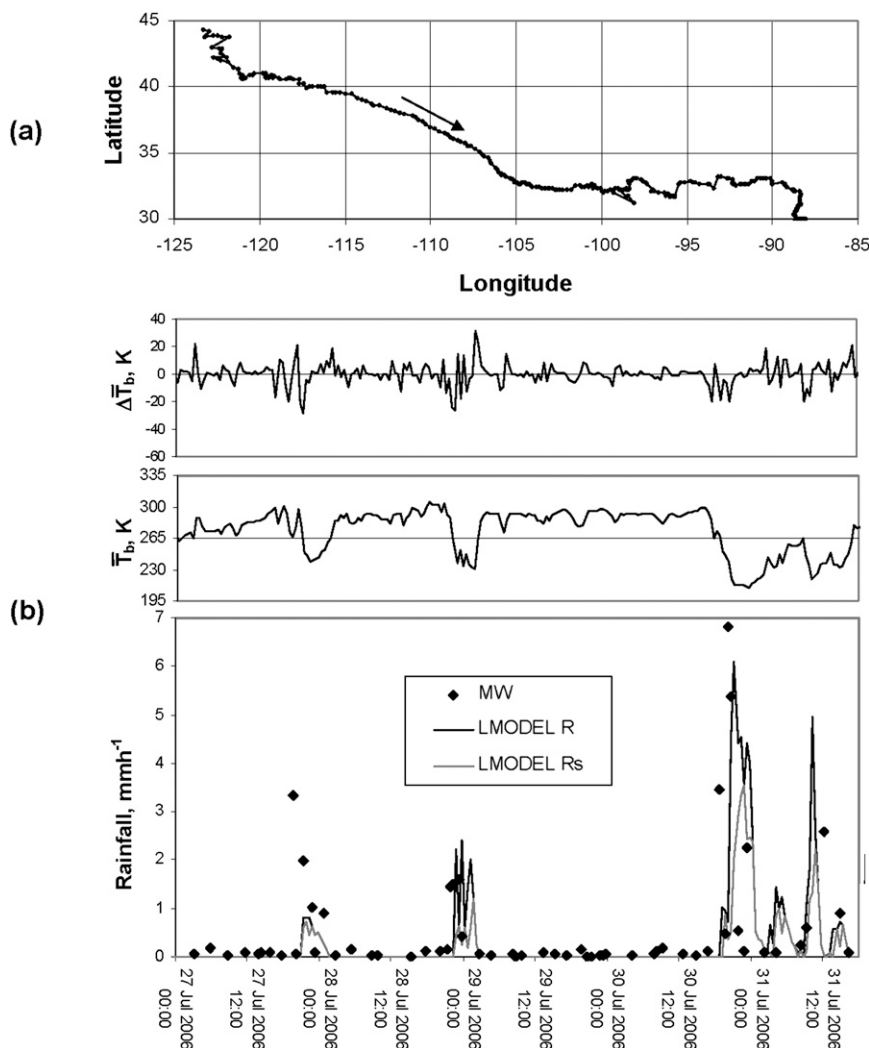 (a)
Latitude
45
40
35
30
-125 -120 -115 -110 -105 -100 -95 -90 -85
Longitude
ΔT̿b, K
40
20
0
-20
-40
-60
T̿b, K
335
300
265
230
195
(b)
Rainfall, mmh-1
7
6
5
4
3
2
1
0
MW
LMODEL R
LMODEL Rs
27 Jul 2006 00:00
27 Jul 2006 12:00
28 Jul 2006 00:00
28 Jul 2006 12:00
29 Jul 2006 00:00
29 Jul 2006 12:00
30 Jul 2006 00:00
30 Jul 2006 12:00
31 Jul 2006 00:00
31 Jul 2006 12:00